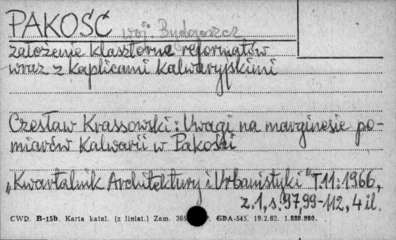 PAKOŚĆ woj. Bydgoszcz
założenie klasztorne reformatów
wraz z kaplicami kalwaryjskimi
Czesław Krassowski: Uwagi na marginesie po-
miarów Kalwarii w Pakości
„Kwartalnik Architektury i Urbanistyki" T.11:1966,
z.1, s.97,99-112, 4 il.
CWD. B-15b. Karta katal. (z liniat.) Zam. GDA-545. 19.2.62. 1.880.000.